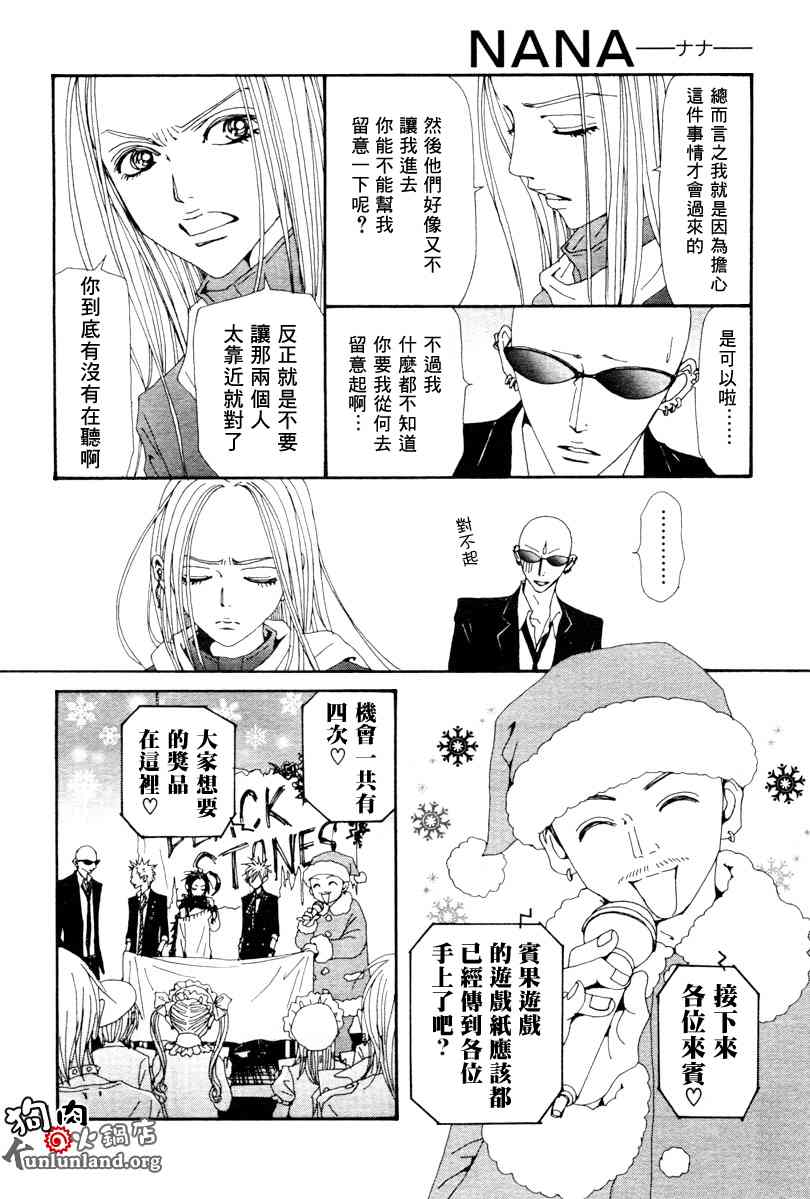 NANA
ナナ
總而言之我就是因為擔心
這件事情才會過來的
然後他們好像又不
讓我進去
你能不能幫我
留意一下呢?
是可以啦……
不過我
什麼都不知道
你要我從何去
留意起啊…
反正就是不要
讓那兩個人
太靠近就對了
你到底有沒有在聽啊
…………
對不起
接下來
各位來賓♡
賓果遊戲
的遊戲紙應該都
已經傳到各位
手上了吧?
機會一共有
四次♡
大家想要
的獎品
在這裡♡
BLACK
STONES
狗肉
火鍋店
Kunlunland.org